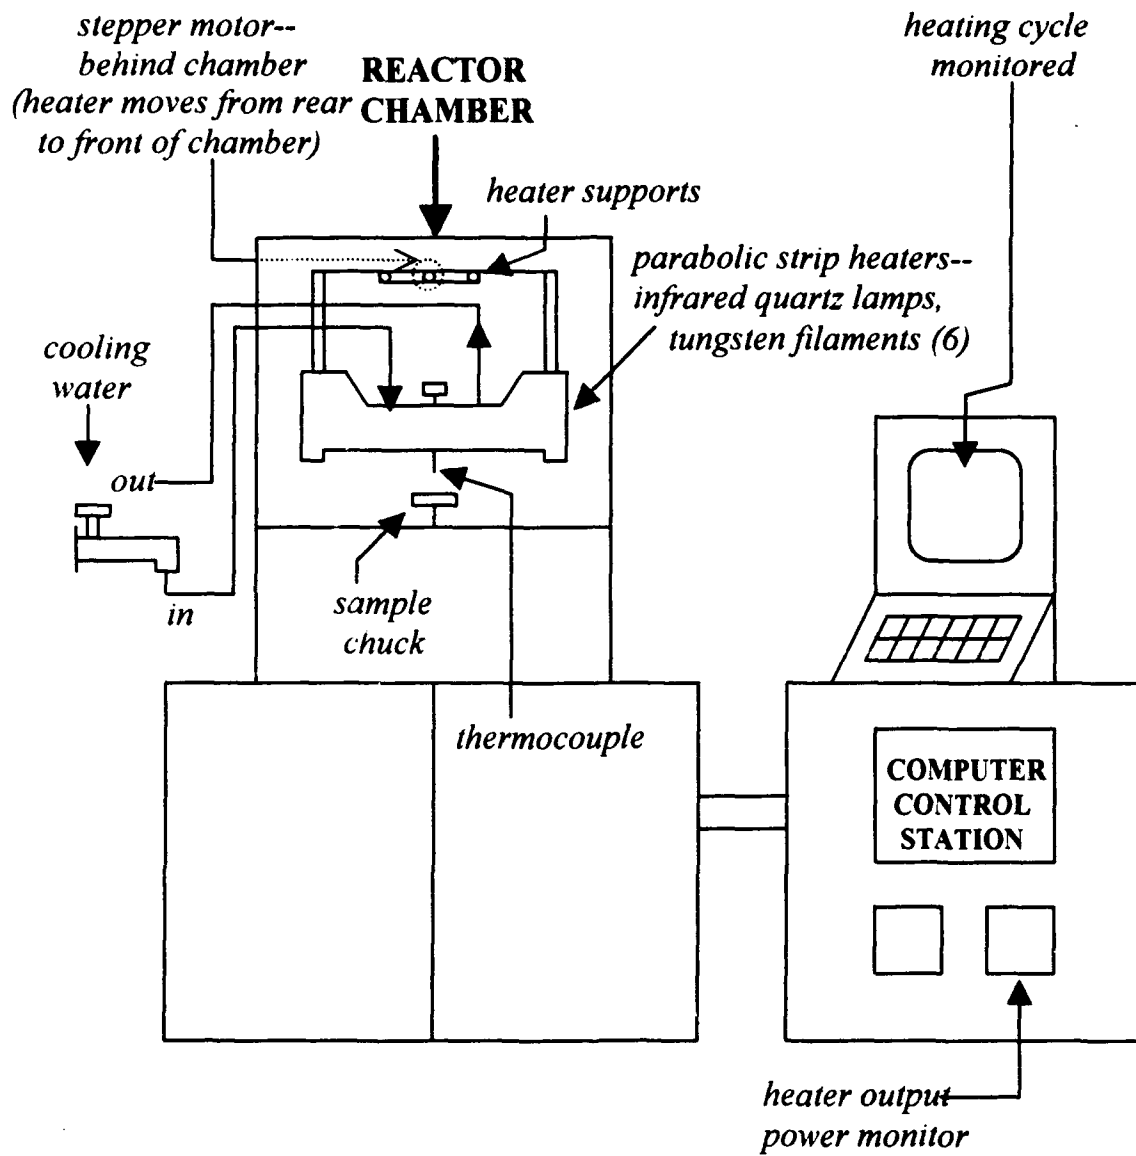 stepper motor--
behind chamber
(heater moves from rear
to front of chamber)
REACTOR
CHAMBER
heating cycle
monitored
heater supports
parabolic strip heaters--
infrared quartz lamps,
tungsten filaments (6)
cooling
water
out
in
sample
chuck
thermocouple
COMPUTER
CONTROL
STATION
heater output
power monitor